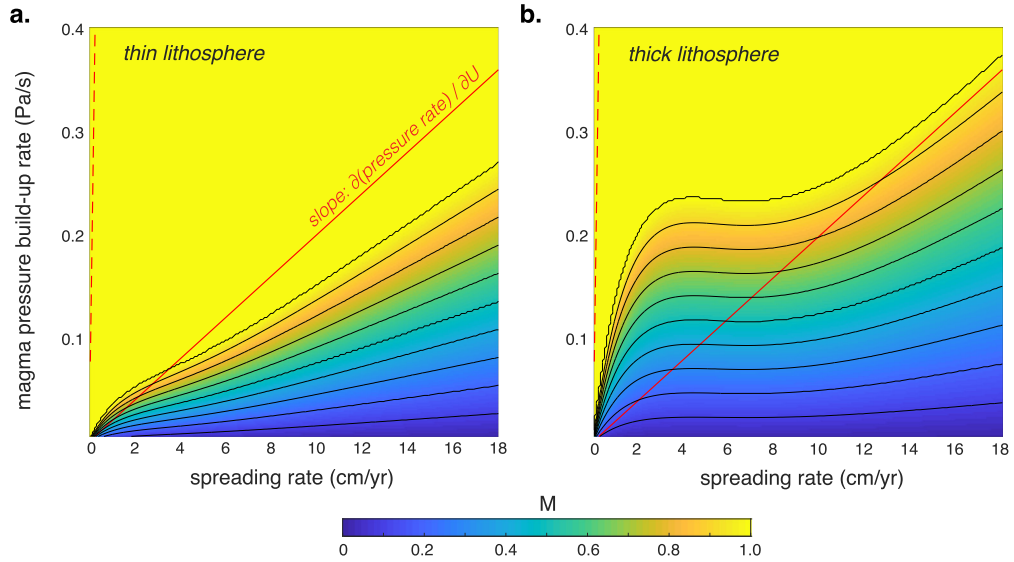 a.
b.
thin lithosphere
thick lithosphere
slope: ∂(pressure rate) / ∂U
magma pressure build-up rate (Pa/s)
0.4
0.3
0.2
0.1
0 2 4 6 8 10 12 14 16 18
spreading rate (cm/yr)
0.4
0.3
0.2
0.1
0 2 4 6 8 10 12 14 16 18
spreading rate (cm/yr)
M
0 0.2 0.4 0.6 0.8 1.0